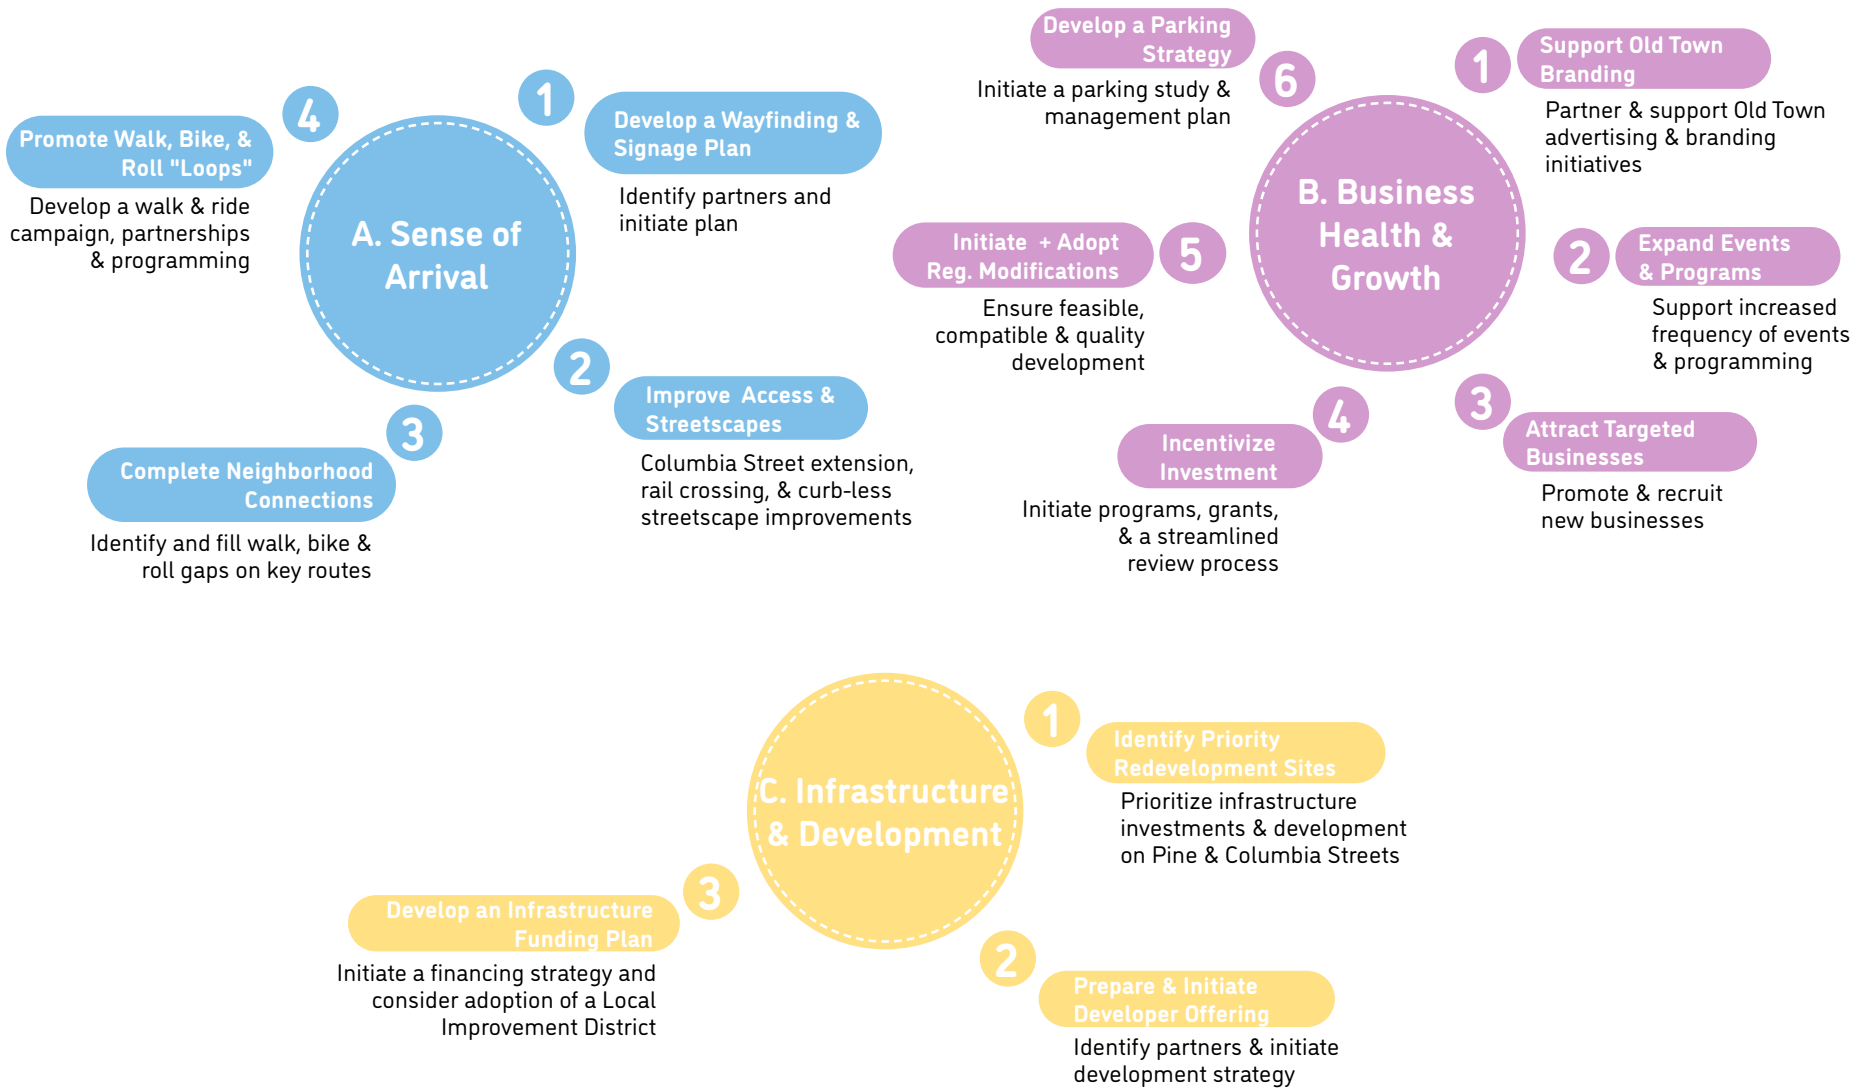 A. Sense of
Arrival
1
Develop a Wayfinding &
Signage Plan
Identify partners and
initiate plan
2
Improve Access &
Streetscapes
Columbia Street extension,
rail crossing, & curb-less
streetscape improvements
3
Complete Neighborhood
Connections
Identify and fill walk, bike &
roll gaps on key routes
4
Promote Walk, Bike, &
Roll "Loops"
Develop a walk & ride
campaign, partnerships
& programming
B. Business
Health &
Growth
1
Support Old Town
Branding
Partner & support Old Town
advertising & branding
initiatives
2
Expand Events
& Programs
Support increased
frequency of events
& programming
3
Attract Targeted
Businesses
Promote & recruit
new businesses
4
Incentivize
Investment
Initiate programs, grants,
& a streamlined
review process
5
Initiate + Adopt
Reg. Modifications
Ensure feasible,
compatible & quality
development
6
Develop a Parking
Strategy
Initiate a parking study &
management plan
C. Infrastructure
& Development
1
Identify Priority
Redevelopment Sites
Prioritize infrastructure
investments & development
on Pine & Columbia Streets
2
Prepare & Initiate
Developer Offering
Identify partners & initiate
development strategy
3
Develop an Infrastructure
Funding Plan
Initiate a financing strategy and
consider adoption of a Local
Improvement District